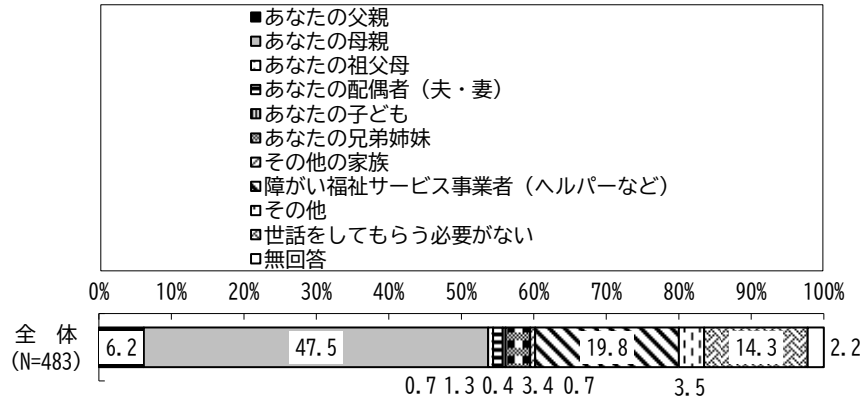 ■あなたの父親
あなたの母親
あなたの祖父母
あなたの配偶者（夫・妻）
あなたの子ども
あなたの兄弟姉妹
その他の家族
障がい福祉サービス事業者（ヘルパーなど）
その他
世話をしてもらう必要がない
無回答
0% 10% 20% 30% 40% 50% 60% 70% 80% 90% 100%
全 体
(N=483)
6.2 47.5 19.8 14.3 2.2
0.7 1.3 0.4 3.4 0.7 3.5